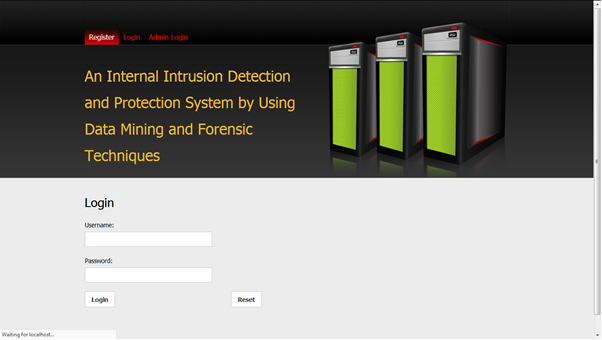 Register Login Admin Login
An Internal Intrusion Detection
and Protection System by Using
Data Mining and Forensic
Techniques
Login
Username:
Password:
Login Reset
Waiting for localhost...